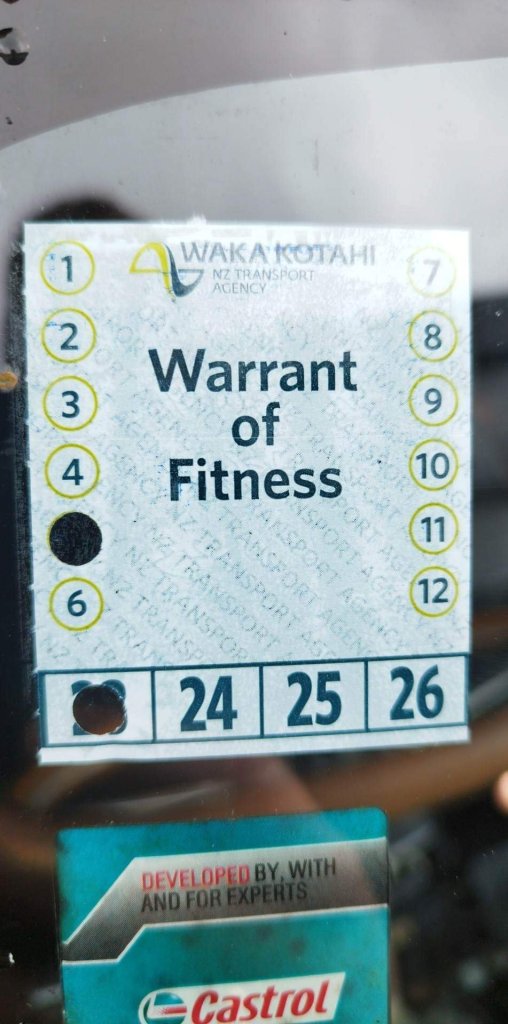 WAKA KOTAHI
NZ TRANSPORT
AGENCY
Warrant
of
Fitness
1
2
3
4
6
7
8
9
10
11
12
24
25
26
DEVELOPED BY, WITH
AND FOR EXPERTS
Castrol